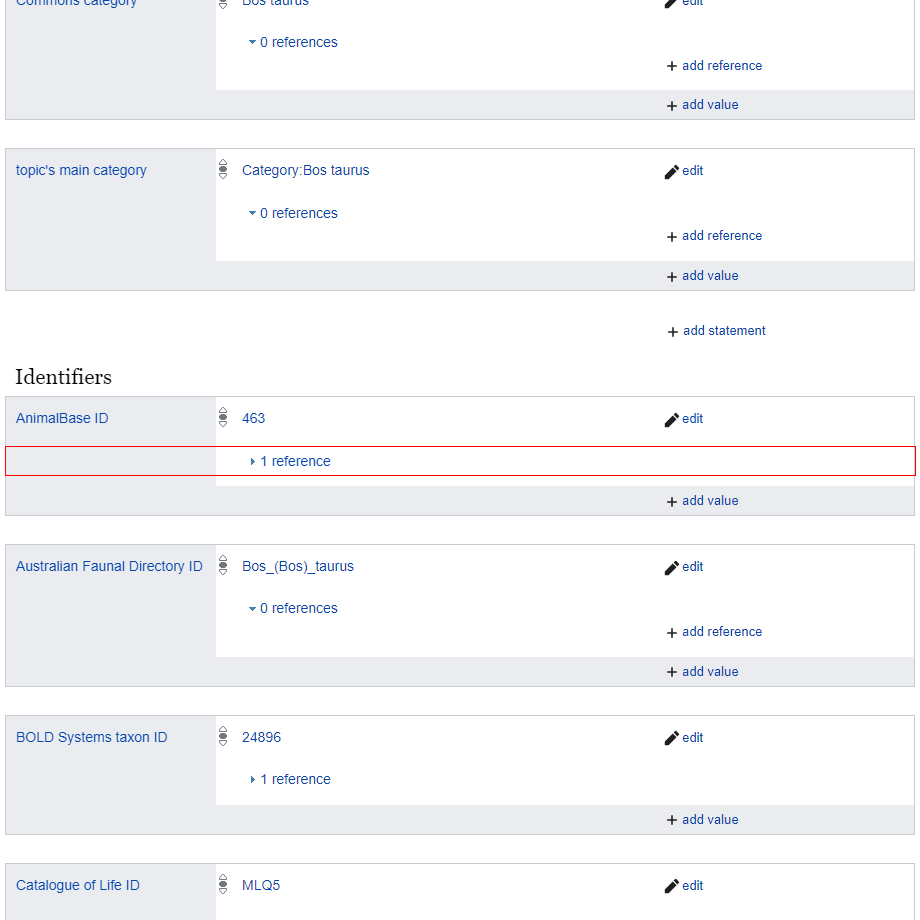 Commons category Bos taurus edit
0 references
add reference
add value
topic's main category Category:Bos taurus edit
0 references
add reference
add value
add statement
Identifiers
AnimalBase ID 463 edit
1 reference
add value
Australian Faunal Directory ID Bos_(Bos)_taurus edit
0 references
add reference
add value
BOLD Systems taxon ID 24896 edit
1 reference
add value
Catalogue of Life ID MLQ5 edit